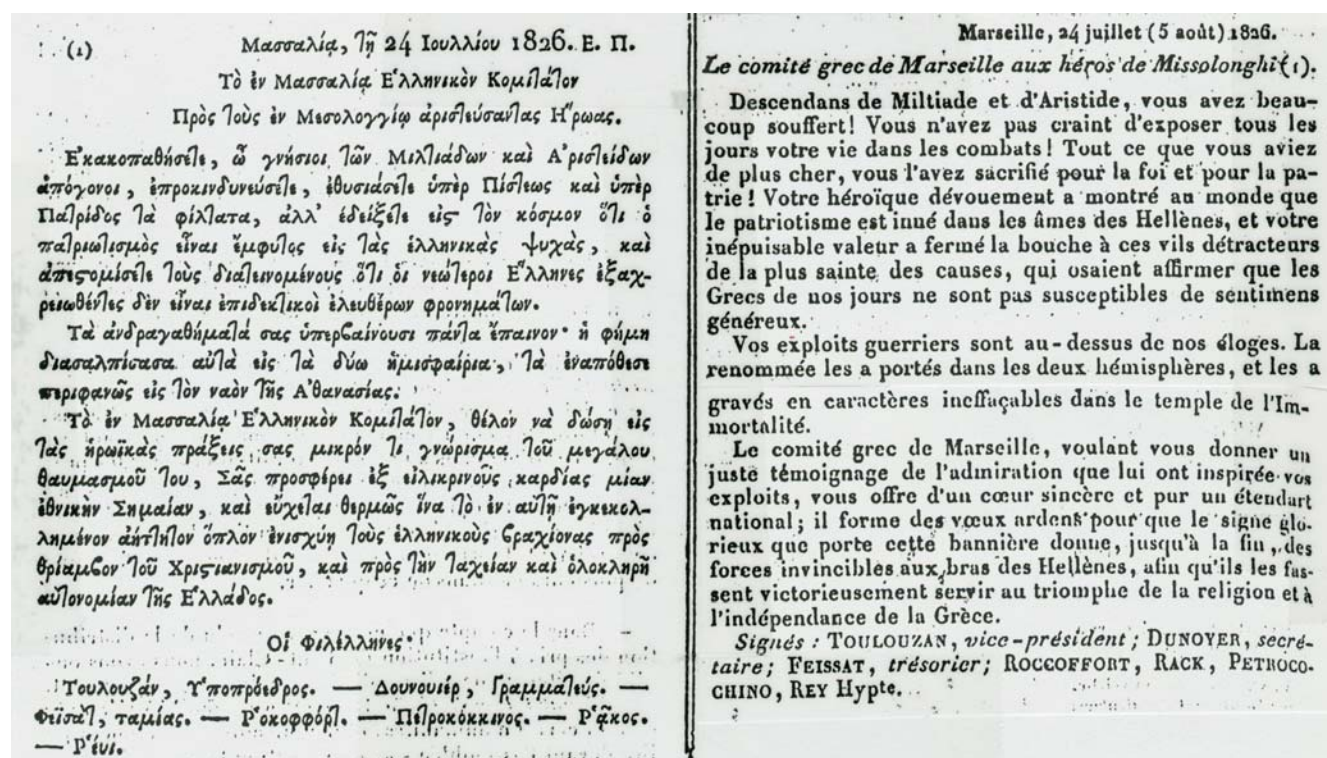 (1)
Μασσαλίᾳ, τῇ 24 Ιουλλίου 1826. Ε. Π.
Τὸ ἐν Μασσαλίᾳ Ἑλληνικὸν Κομιτάτον
Πρὸς τοὺς ἐν Μεσολογγίῳ ἀριστεύσαντας Ἥρωας.
Ἐκακοπαθήσετε, ὦ γνήσιοι τῶν Μιλτιάδων καὶ Ἀριστείδων
ἀπόγονοι, ἐπροκινδυνεύσετε, ἐθυσιάσετε ὑπὲρ Πίστεως καὶ ὑπὲρ
Πατρίδος τὰ φίλτατα, ἀλλ' ἐδείξετε εἰς τὸν κόσμον ὅτι ὁ
πατριωτισμὸς εἶναι ἔμφυτος εἰς τὰς ἑλληνικὰς ψυχὰς, καὶ
ἀπεστομίσετε τοὺς διατεινομένους ὅτι οἱ νεώτεροι Ἕλληνες ἐξαχ-
ρειωθέντες δὲν εἶναι ἐπιδεκτικοὶ ἐλευθέρων φρονημάτων.
Τὰ ἀνδραγαθήματά σας ὑπερβαίνουσι πάντα ἔπαινον· ἡ φήμη
διασαλπίσασα αὐτὰ εἰς τὰ δύω ἡμισφαίρια, τὰ ἐναπόθεσε
περιφανῶς εἰς τὸν ναὸν τῆς Ἀθανασίας.
Τὸ ἐν Μασσαλίᾳ Ἑλληνικὸν Κομιτάτον, θέλον νὰ δώσῃ εἰς
τὰς ἡρωϊκὰς πράξεις σας μικρόν τι γνώρισμα τοῦ μεγάλου
θαυμασμοῦ του, Σᾶς προσφέρει ἐξ εἰλικρινοῦς καρδίας μίαν
ἐθνικὴν Σημαίαν, καὶ εὔχεται θερμῶς ἵνα τὸ ἐν αὐτῇ ἐγκεκολ-
λημένον ἀήττητον ὅπλον ἐνισχύῃ τοὺς ἑλληνικοὺς βραχίονας πρὸς
θρίαμβον τοῦ Χριστιανισμοῦ, καὶ πρὸς τὴν ταχείαν καὶ ὁλοκληρῆ
αὐτονομίαν τῆς Ἑλλάδος.
Οἱ Φιλέλληνες
Τουλουζάν, Ὑποπρόεδρος. — Δουνουιέρ, Γραμματεύς. —
Φεϊσάτ, ταμίας. — Ῥοκοφφόρτ. — Πετροκόκκινος. — Ῥᾶκος.
— Ῥέϋι.
Marseille, 24 juillet (5 août) 1826.
Le comité grec de Marseille aux héros de Missolonghi (1).
Descendans de Miltiade et d'Aristide, vous avez beau-
coup souffert! Vous n'avez pas craint d'exposer tous les
jours votre vie dans les combats! Tout ce que vous aviez
de plus cher, vous l'avez sacrifié pour la foi et pour la pa-
trie! Votre héroïque dévouement a montré au monde que
le patriotisme est inné dans les âmes des Hellènes, et votre
inépuisable valeur a fermé la bouche à ces vils détracteurs
de la plus sainte des causes, qui osaient affirmer que les
Grecs de nos jours ne sont pas susceptibles de sentimens
généreux.
Vos exploits guerriers sont au-dessus de nos éloges. La
renommée les a portés dans les deux hémisphères, et les a
gravés en caractères ineffaçables dans le temple de l'Im-
mortalité.
Le comité grec de Marseille, voulant vous donner un
juste témoignage de l'admiration que lui ont inspirée vos
exploits, vous offre d'un cœur sincère et pur un étendart
national; il forme des vœux ardens pour que le signe glo-
rieux que porte cette bannière donne, jusqu'à la fin, des
forces invincibles aux bras des Hellènes, afin qu'ils les fas-
sent victorieusement servir au triomphe de la religion et à
l'indépendance de la Grèce.
Signés : TOULOUZAN, vice-président; DUNOYER, secré-
taire; FEISSAT, trésorier; ROCCOFFORT, RACK, PETROCO-
CHINO, REY Hypte.